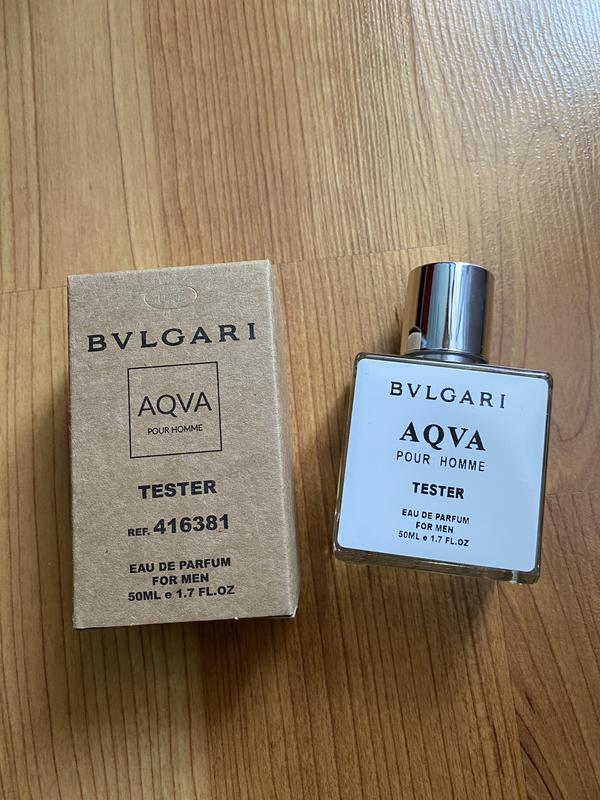 BVLGARI
AQVA
POUR HOMME
TESTER
REF. 416381
EAU DE PARFUM
FOR MEN
50ML e 1.7 FL.OZ
BVLGARI
AQVA
POUR HOMME
TESTER
EAU DE PARFUM
FOR MEN
50ML e 1.7 FL.OZ